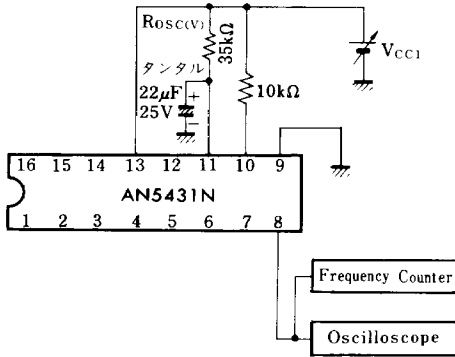 Rosc(V)
35kΩ
VCC1
タンタル
22μF +
25V
−
10kΩ
16 15 14 13 12 11 10 9
AN5431N
1 2 3 4 5 6 7 8
Frequency Counter
Oscilloscope